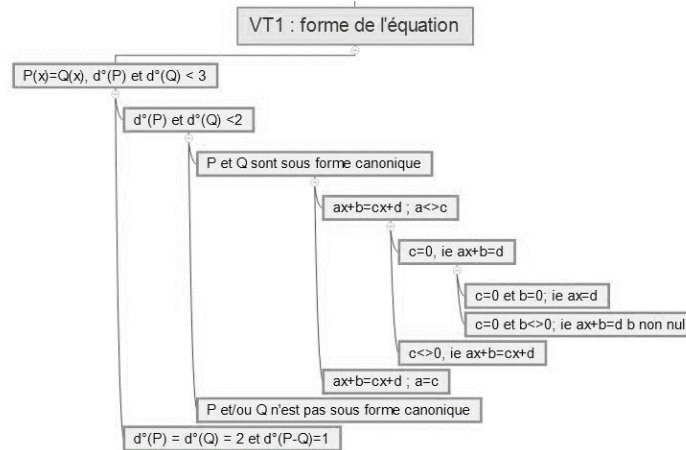 VT1 : forme de l'équation
P(x)=Q(x), d°(P) et d°(Q) < 3
d°(P) et d°(Q) <2
P et Q sont sous forme canonique
ax+b=cx+d ; a<>c
c=0, ie ax+b=d
c=0 et b=0; ie ax=d
c=0 et b<>0; ie ax+b=d b non nul
c<>0, ie ax+b=cx+d
ax+b=cx+d ; a=c
P et/ou Q n'est pas sous forme canonique
d°(P) = d°(Q) = 2 et d°(P-Q)=1